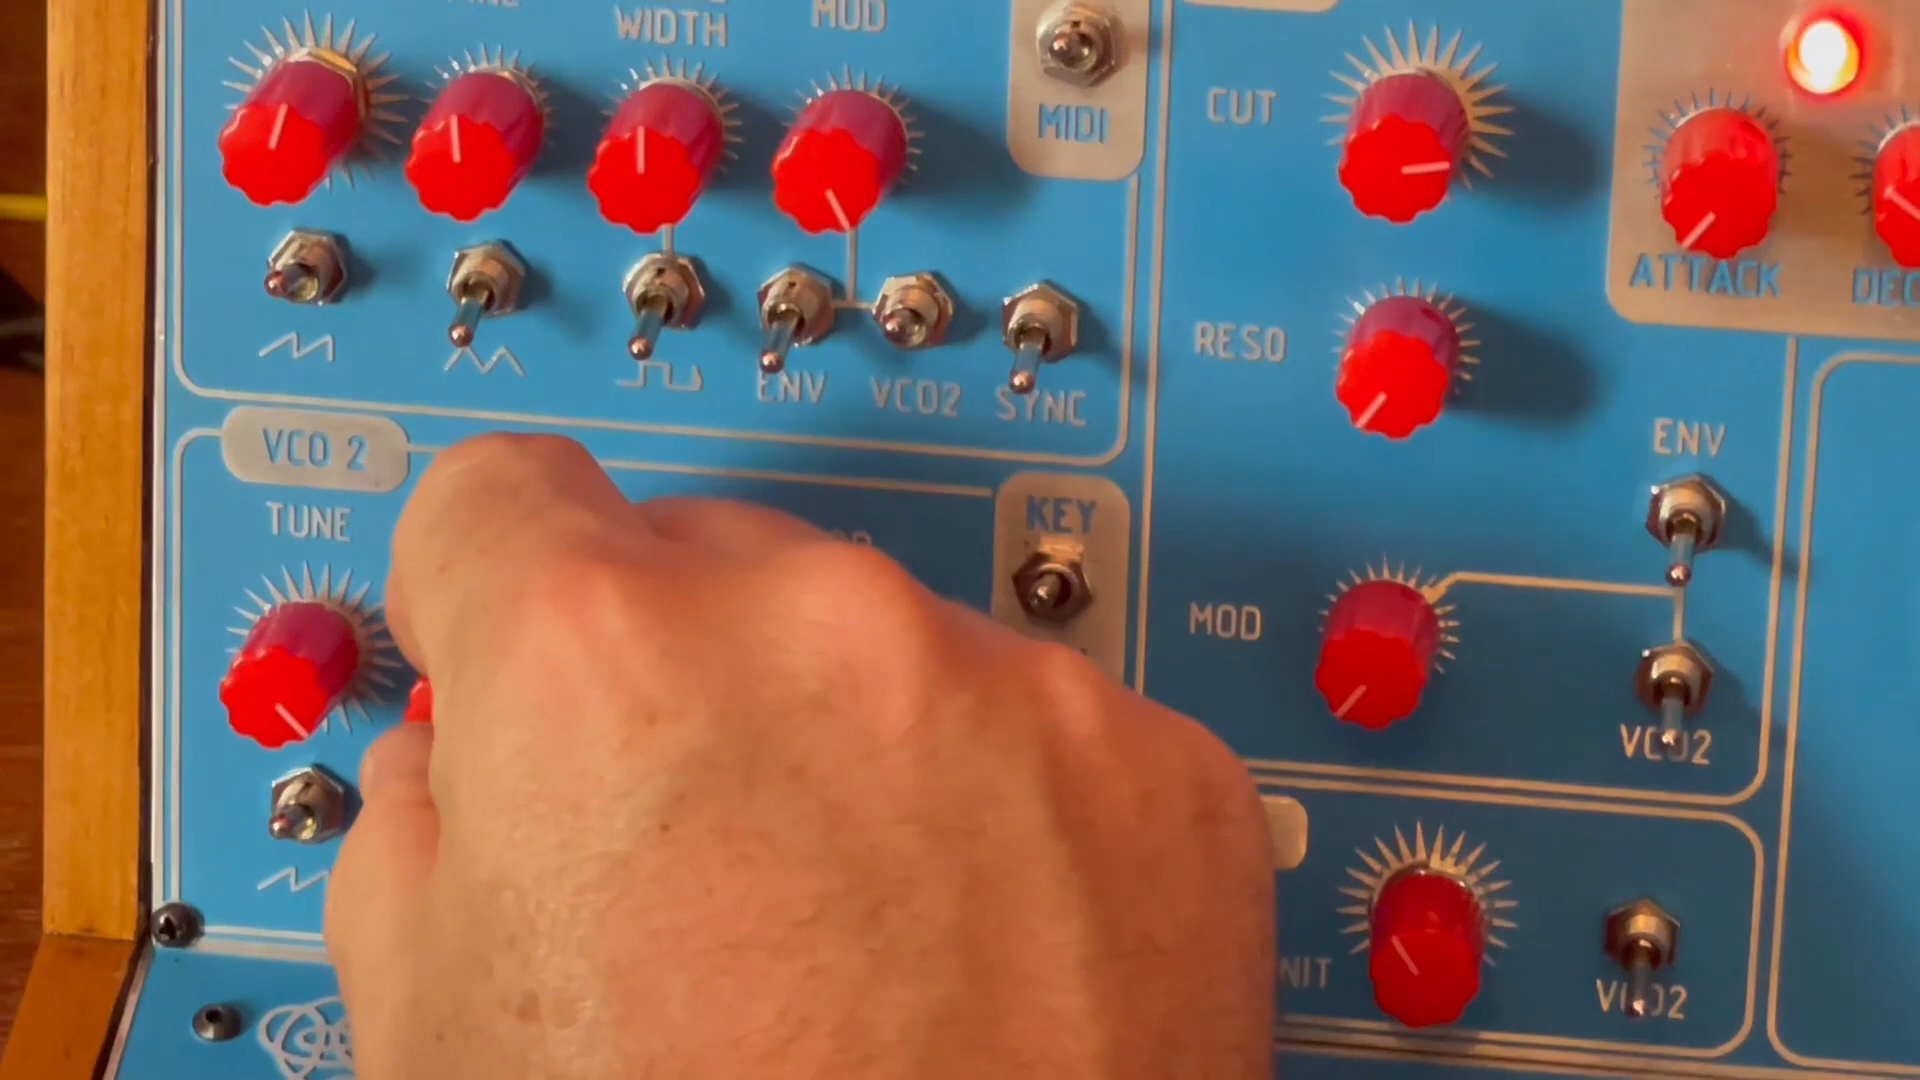 WIDTH
MOD
MIDI
CUT
ATTACK
RESO
ENV
VCO2
SYNC
ENV
VCO 2
TUNE
KEY
MOD
VCO2
VCO2